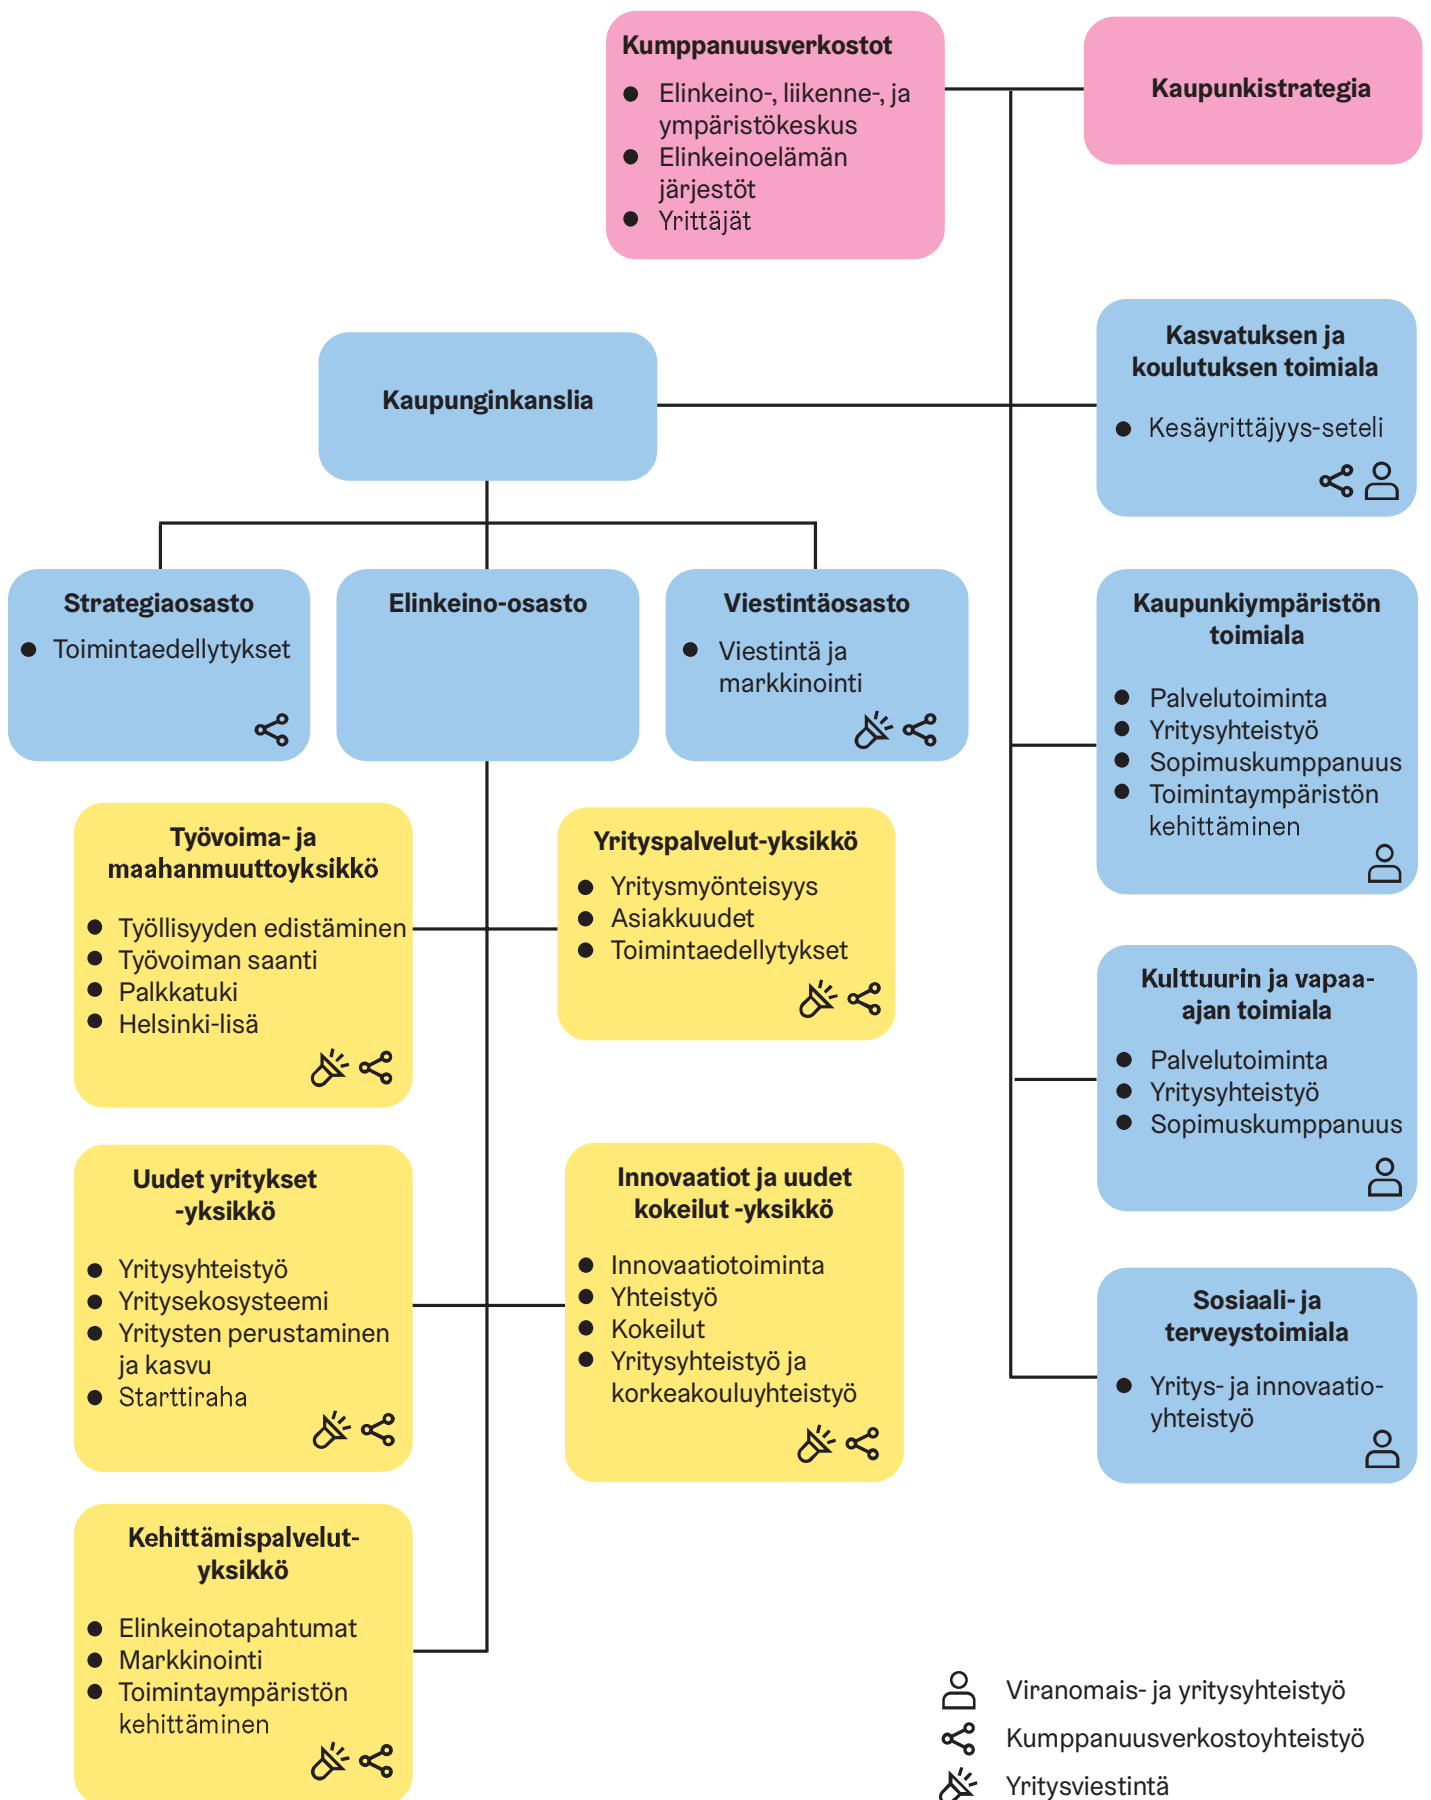 Kumppanuusverkostot
Elinkeino-, liikenne-, ja
ympäristökeskus
Elinkeinoelämän
järjestöt
Yrittäjät
Kaupunkistrategia
Kaupunginkanslia
Kasvatuksen ja
koulutuksen toimiala
Kesäyrittäjyys-seteli
Strategiaosasto
Toimintaedellytykset
Elinkeino-osasto
Viestintäosasto
Viestintä ja
markkinointi
Kaupunkiympäristön
toimiala
Palvelutoiminta
Yritysyhteistyö
Sopimuskumppanuus
Toimintaympäristön
kehittäminen
Työvoima- ja
maahanmuuttoyksikkö
Työllisyyden edistäminen
Työvoiman saanti
Palkkatuki
Helsinki-lisä
Yrityspalvelut-yksikkö
Yritysmyönteisyys
Asiakkuudet
Toimintaedellytykset
Kulttuurin ja vapaa-
ajan toimiala
Palvelutoiminta
Yritysyhteistyö
Sopimuskumppanuus
Uudet yritykset
-yksikkö
Yritysyhteistyö
Yritysekosysteemi
Yritysten perustaminen
ja kasvu
Starttiraha
Innovaatiot ja uudet
kokeilut -yksikkö
Innovaatiotoiminta
Yhteistyö
Kokeilut
Yritysyhteistyö ja
korkeakouluyhteistyö
Sosiaali- ja
terveystoimiala
Yritys- ja innovaatio-
yhteistyö
Kehittämispalvelut-
yksikkö
Elinkeinotapahtumat
Markkinointi
Toimintaympäristön
kehittäminen
Viranomais- ja yritysyhteistyö
Kumppanuusverkostoyhteistyö
Yritysviestintä